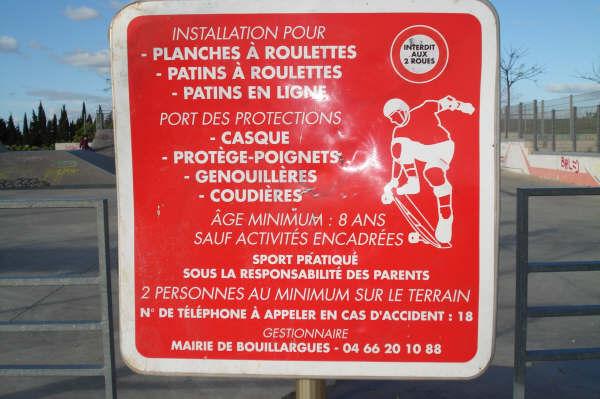 INSTALLATION POUR
- PLANCHES À ROULETTES
- PATINS À ROULETTES
- PATINS EN LIGNE
INTERDIT
AUX
2 ROUES
PORT DES PROTECTIONS
- CASQUE
- PROTÈGE-POIGNETS
- GENOUILLÈRES
- COUDIÈRES
ÂGE MINIMUM : 8 ANS
SAUF ACTIVITÉS ENCADRÉES
SPORT PRATIQUÉ
SOUS LA RESPONSABILITÉ DES PARENTS
2 PERSONNES AU MINIMUM SUR LE TERRAIN
N° DE TÉLÉPHONE À APPELER EN CAS D'ACCIDENT : 18
GESTIONNAIRE
MAIRIE DE BOUILLARGUES - 04 66 20 10 88